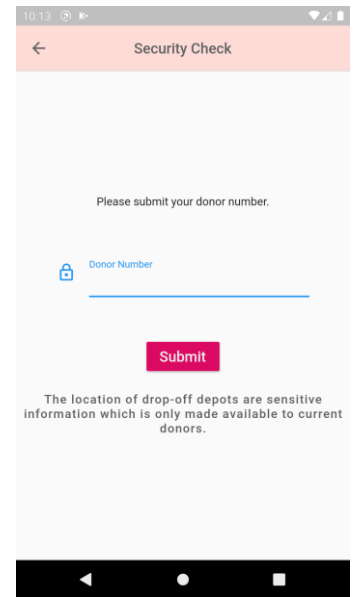 10:13
Security Check
Please submit your donor number.
Donor Number
Submit
The location of drop-off depots are sensitive
information which is only made available to current
donors.